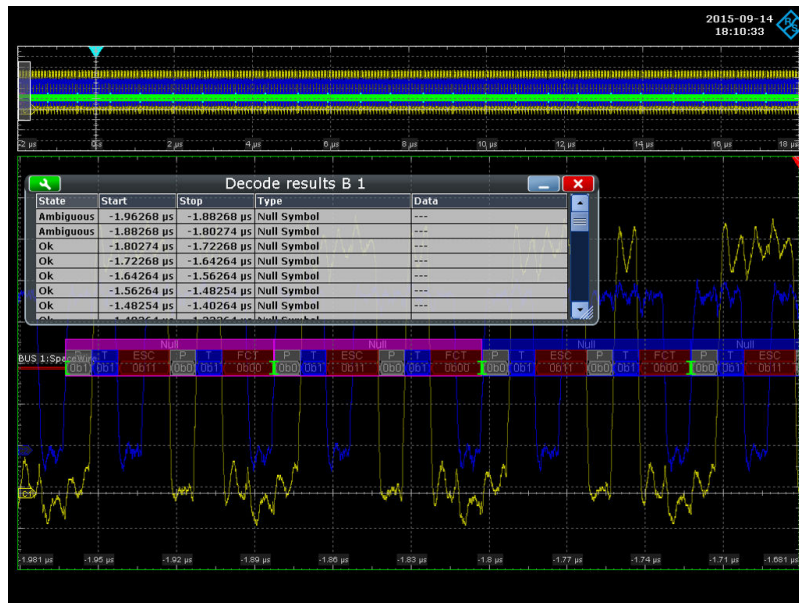 2015-09-14
18:10:33
-2 µs 0 s 2 µs 4 µs 6 µs 8 µs 10 µs 12 µs 14 µs 16 µs 18 µs
Decode results B 1
State Start Stop Type Data
Ambiguous -1.96268 µs -1.88268 µs Null Symbol ---
Ambiguous -1.88268 µs -1.80274 µs Null Symbol ---
Ok -1.80274 µs -1.72268 µs Null Symbol ---
Ok -1.72268 µs -1.64264 µs Null Symbol ---
Ok -1.64264 µs -1.56264 µs Null Symbol ---
Ok -1.56264 µs -1.48254 µs Null Symbol ---
Ok -1.48254 µs -1.40264 µs Null Symbol ---
Null Null Null Null
BUS 1:SpaceWire
P T ESC P T FCT P T ESC P T FCT P T ESC P T FCT P T ESC
0b1 0b1 0b11 0b0 0b1 0b00 0b0 0b1 0b11 0b0 0b1 0b00 0b0 0b1 0b11 0b0 0b1 0b00 0b0 0b1 0b11
C1
-1.981 µs -1.95 µs -1.92 µs -1.89 µs -1.86 µs -1.83 µs -1.8 µs -1.77 µs -1.74 µs -1.71 µs -1.681 µs